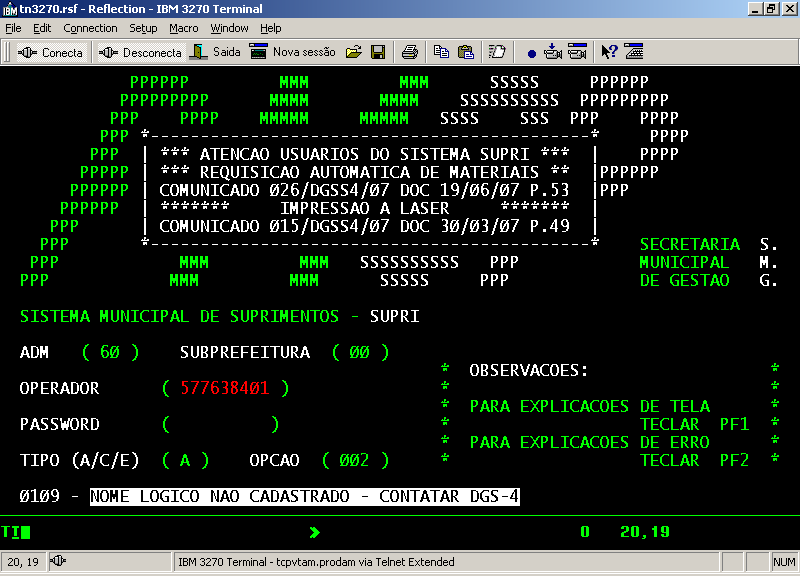 tn3270.rsf - Reflection - IBM 3270 Terminal
File Edit Connection Setup Macro Window Help
Conecta Desconecta Saída Nova sessão
PPPPPP MMM MMM SSSSS PPPPPP
PPPPPPPPP MMMM MMMM SSSSSSSSSS PPPPPPPPP
PPP PPPP MMMMM MMMMM SSSS SSS PPP PPPP
PPP *--------------------------------------------* PPPP
PPP | *** ATENCAO USUARIOS DO SISTEMA SUPRI *** | PPPP
PPPPP | *** REQUISICAO AUTOMATICA DE MATERIAIS ** |PPPPPP
PPPPPP | COMUNICADO 026/DGSS4/07 DOC 19/06/07 P.53 |PPP
PPPPPP | ******* IMPRESSAO A LASER ******* |
PPP | COMUNICADO 015/DGSS4/07 DOC 30/03/07 P.49 |
PPP *--------------------------------------------* SECRETARIA S.
PPP MMM MMM SSSSSSSSSS PPP MUNICIPAL M.
PPP MMM MMM SSSSS PPP DE GESTAO G.
SISTEMA MUNICIPAL DE SUPRIMENTOS - SUPRI
ADM ( 60 ) SUBPREFEITURA ( 00 )
* OBSERVACOES: *
OPERADOR ( 577638401 ) * *
* PARA EXPLICACOES DE TELA *
PASSWORD ( ) * TECLAR PF1 *
* PARA EXPLICACOES DE ERRO *
TIPO (A/C/E) ( A ) OPCAO ( 002 ) * TECLAR PF2 *
0109 - NOME LOGICO NAO CADASTRADO - CONTATAR DGS-4
TI > 0 20,19
20, 19 IBM 3270 Terminal - tcpvtam.prodam via Telnet Extended NUM